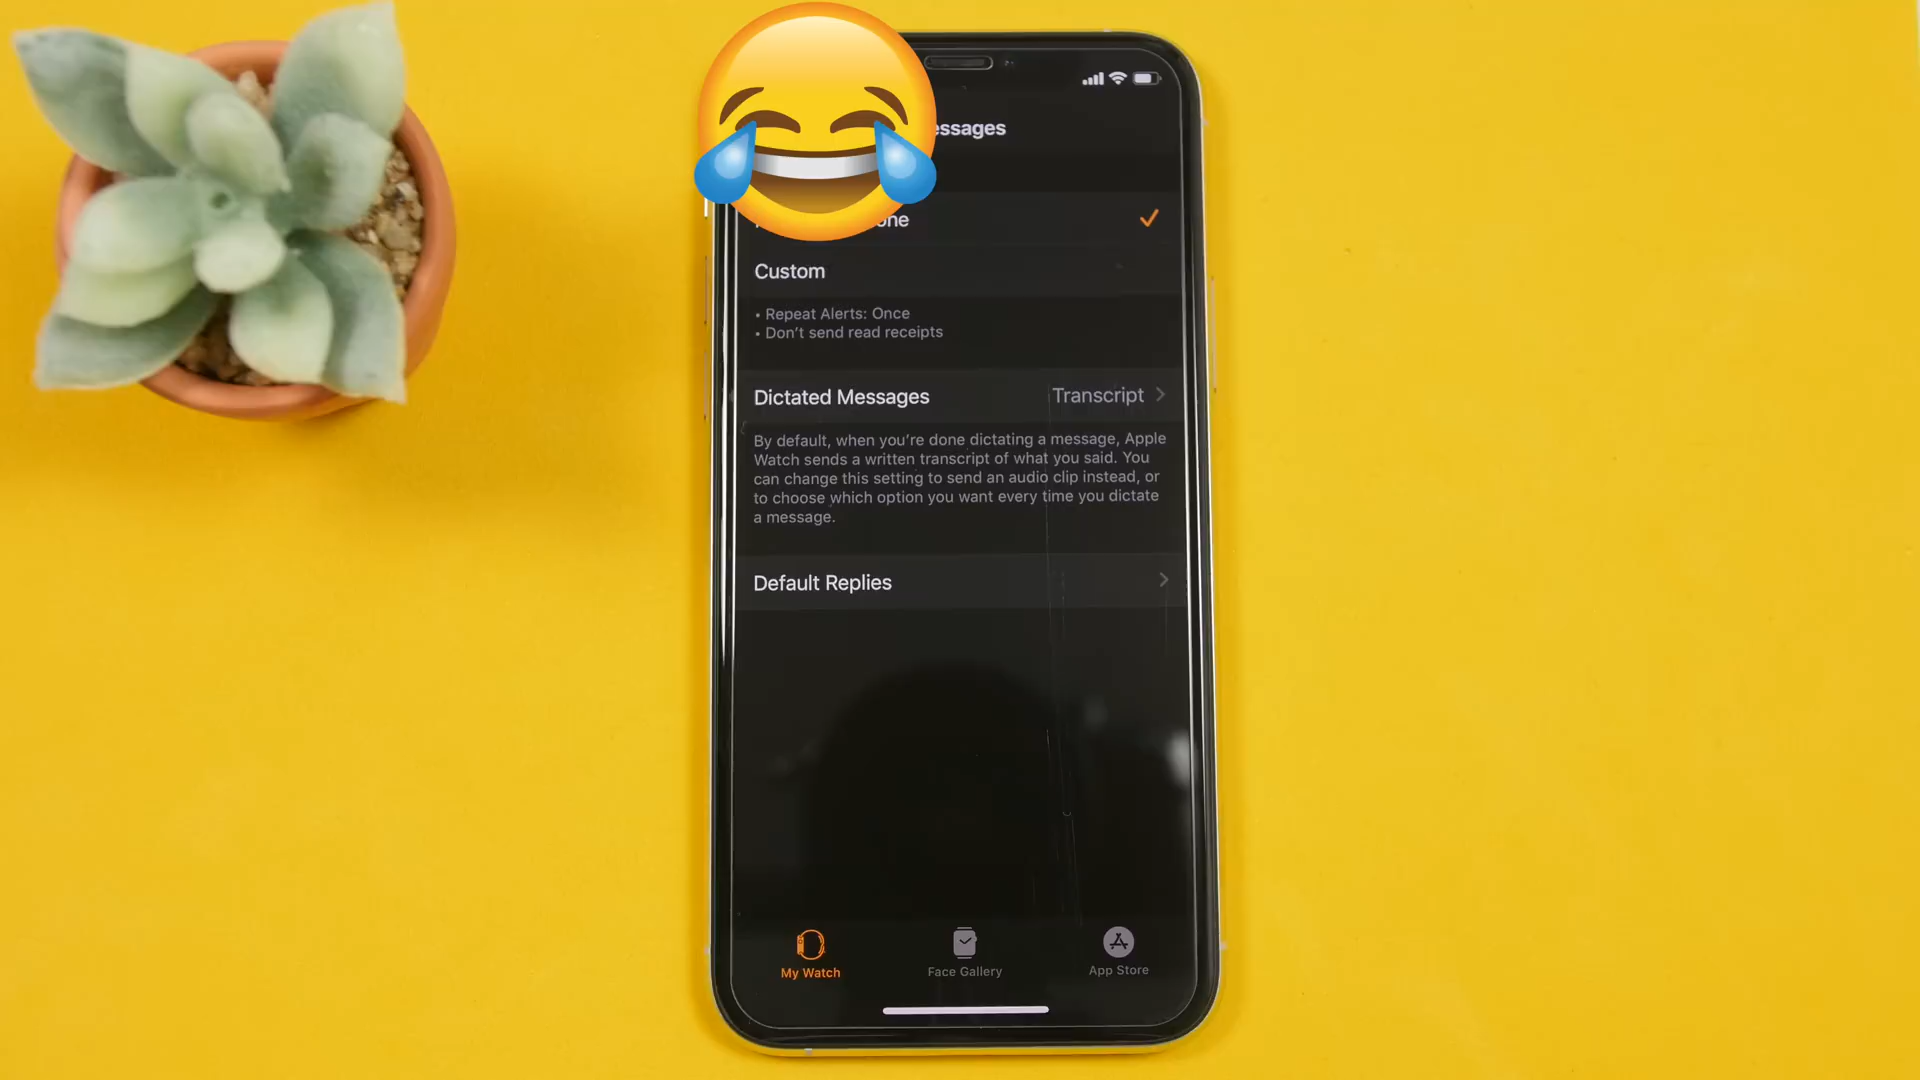 Custom
• Repeat Alerts: Once
• Don't send read receipts
Dictated Messages Transcript
By default, when you're done dictating a message, Apple
Watch sends a written transcript of what you said. You
can change this setting to send an audio clip instead, or
to choose which option you want every time you dictate
a message.
Default Replies
My Watch Face Gallery App Store